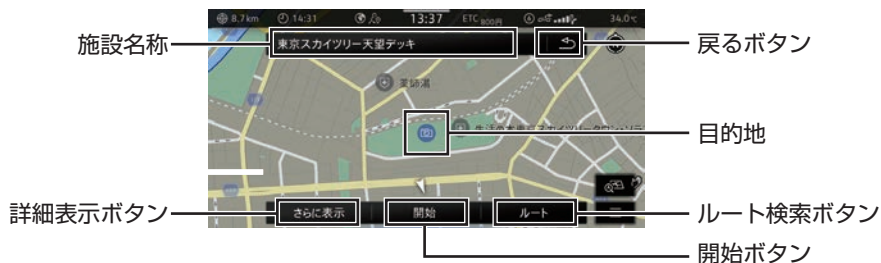 8.7km 14:31 13:37 ETC 800円 34.0℃
施設名称
東京スカイツリー天望デッキ
戻るボタン
薬師湯
目的地
詳細表示ボタン
さらに表示
開始
ルート
ルート検索ボタン
開始ボタン